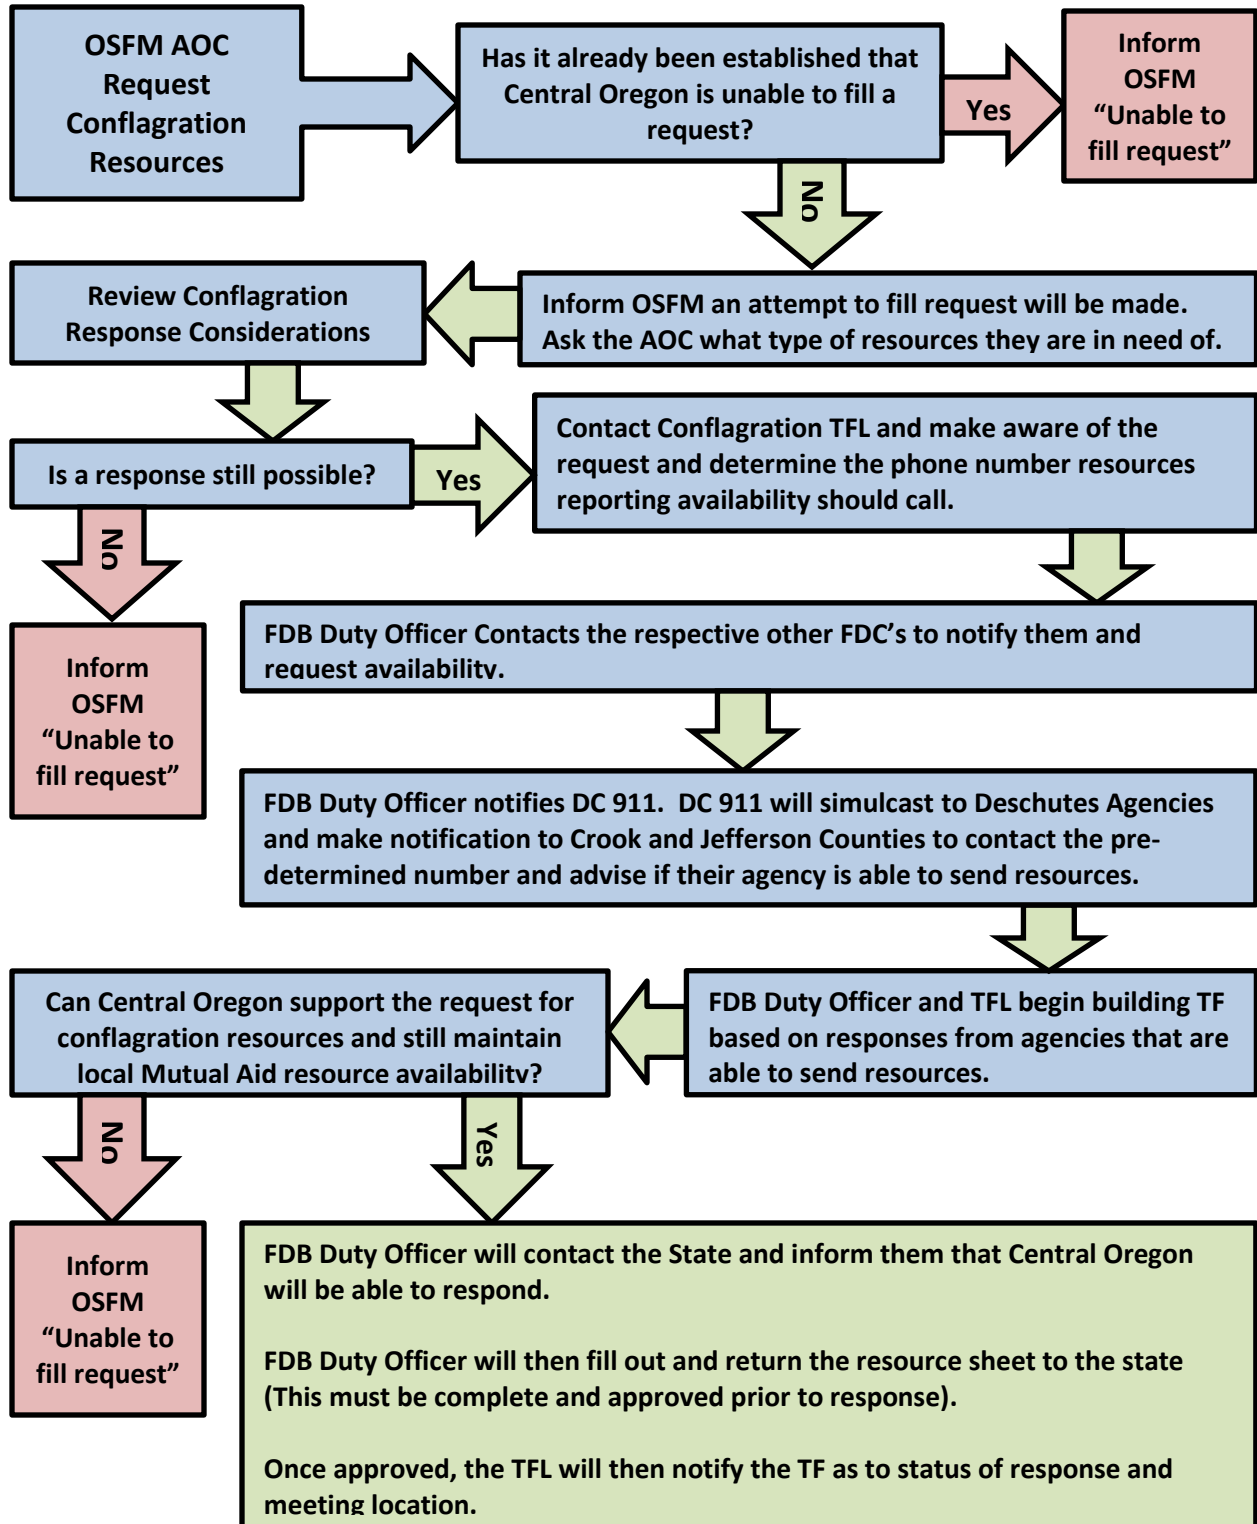 OSFM AOC
Request
Conflagration
Resources
Has it already been established that
Central Oregon is unable to fill a
request?
Yes
Inform
OSFM
“Unable to
fill request”
No
Inform OSFM an attempt to fill request will be made.
Ask the AOC what type of resources they are in need of.
Review Conflagration
Response Considerations
Is a response still possible?
Yes
Contact Conflagration TFL and make aware of the
request and determine the phone number resources
reporting availability should call.
No
Inform
OSFM
“Unable to
fill request”
FDB Duty Officer Contacts the respective other FDC’s to notify them and
request availability.
FDB Duty Officer notifies DC 911.  DC 911 will simulcast to Deschutes Agencies
and make notification to Crook and Jefferson Counties to contact the pre-
determined number and advise if their agency is able to send resources.
FDB Duty Officer and TFL begin building TF
based on responses from agencies that are
able to send resources.
Can Central Oregon support the request for
conflagration resources and still maintain
local Mutual Aid resource availability?
No
Yes
Inform
OSFM
“Unable to
fill request”
FDB Duty Officer will contact the State and inform them that Central Oregon
will be able to respond.
FDB Duty Officer will then fill out and return the resource sheet to the state
(This must be complete and approved prior to response).
Once approved, the TFL will then notify the TF as to status of response and
meeting location.